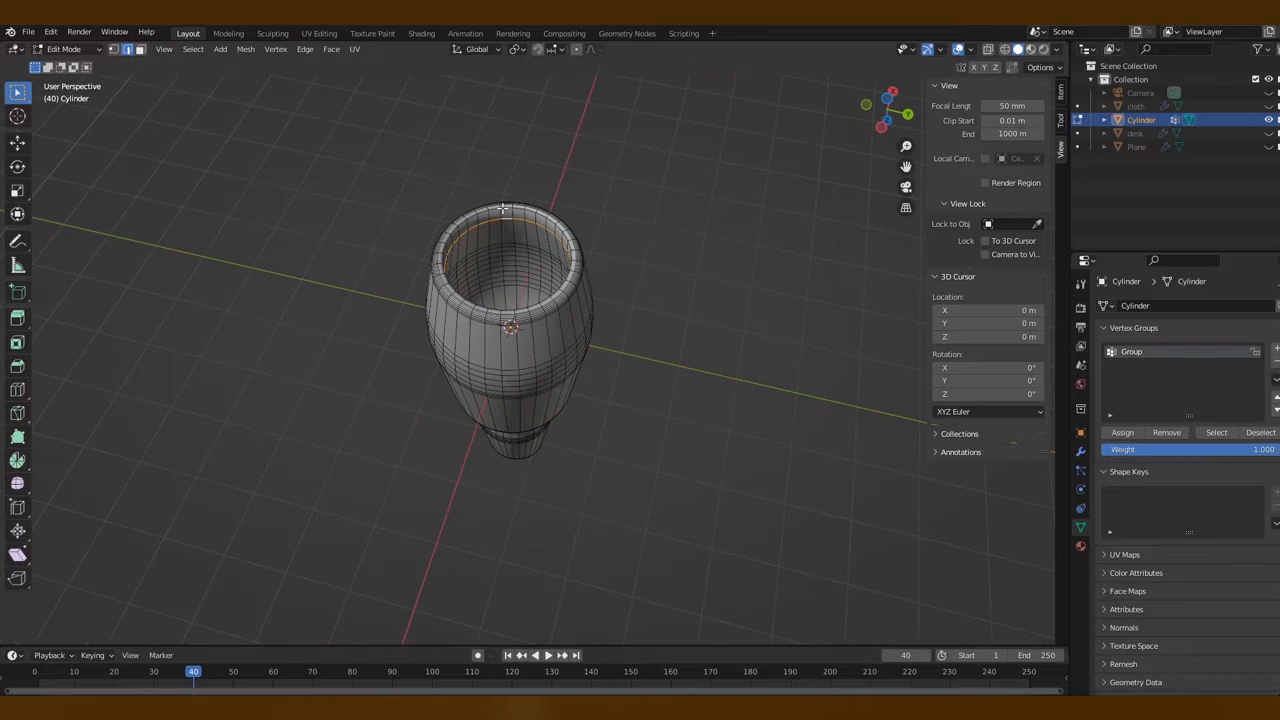 File Edit Render Window Help Layout Modeling Sculpting UV Editing Texture Paint Shading Animation Rendering Compositing Geometry Nodes Scripting + Scene ViewLayer
Edit Mode View Select Add Mesh Vertex Edge Face UV Global
X Y Z Options
User Perspective
(40) Cylinder
X
Y
Z
View
Focal Lengt 50 mm
Clip Start 0.01 m
End 1000 m
Local Cam... Ca...
Render Region
View Lock
Lock to Obj
Lock To 3D Cursor
Camera to Vi...
3D Cursor
Location:
X 0 m
Y 0 m
Z 0 m
Rotation:
X 0°
Y 0°
Z 0°
XYZ Euler
Collections
Annotations
Item
Tool
View
Scene Collection
Collection
Camera
cloth
Cylinder
desk
Plane
Cylinder Cylinder
Cylinder
Vertex Groups
Group
Assign Remove Select Deselect
Weight 1.000
Shape Keys
UV Maps
Color Attributes
Face Maps
Attributes
Normals
Texture Space
Remesh
Geometry Data
Playback Keying View Marker 40 Start 1 End 250
0 10 20 30 40 50 60 70 80 90 100 110 120 130 140 150 160 170 180 190 200 210 220 230 240 250